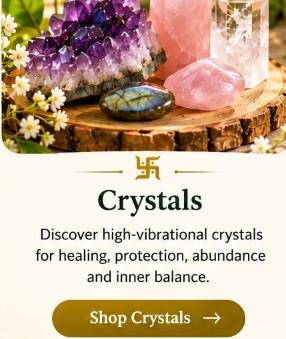 Crystals
Discover high-vibrational crystals
for healing, protection, abundance
and inner balance.
Shop Crystals →